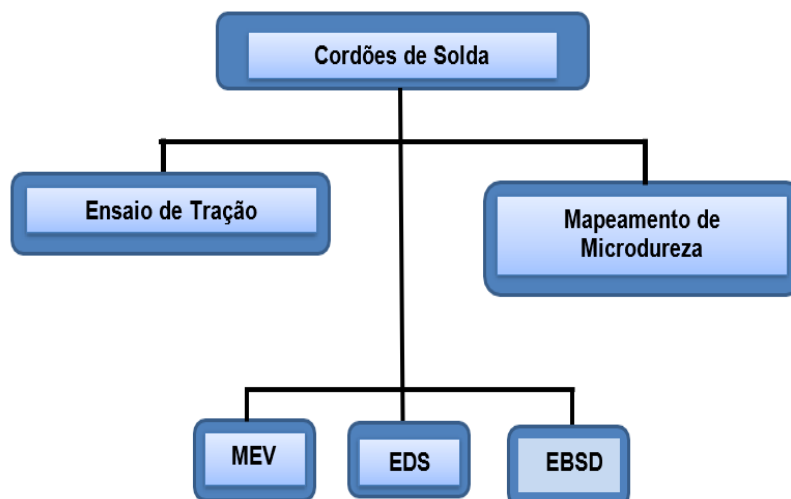 Cordões de Solda
Ensaio de Tração
Mapeamento de
Microdureza
MEV
EDS
EBSD